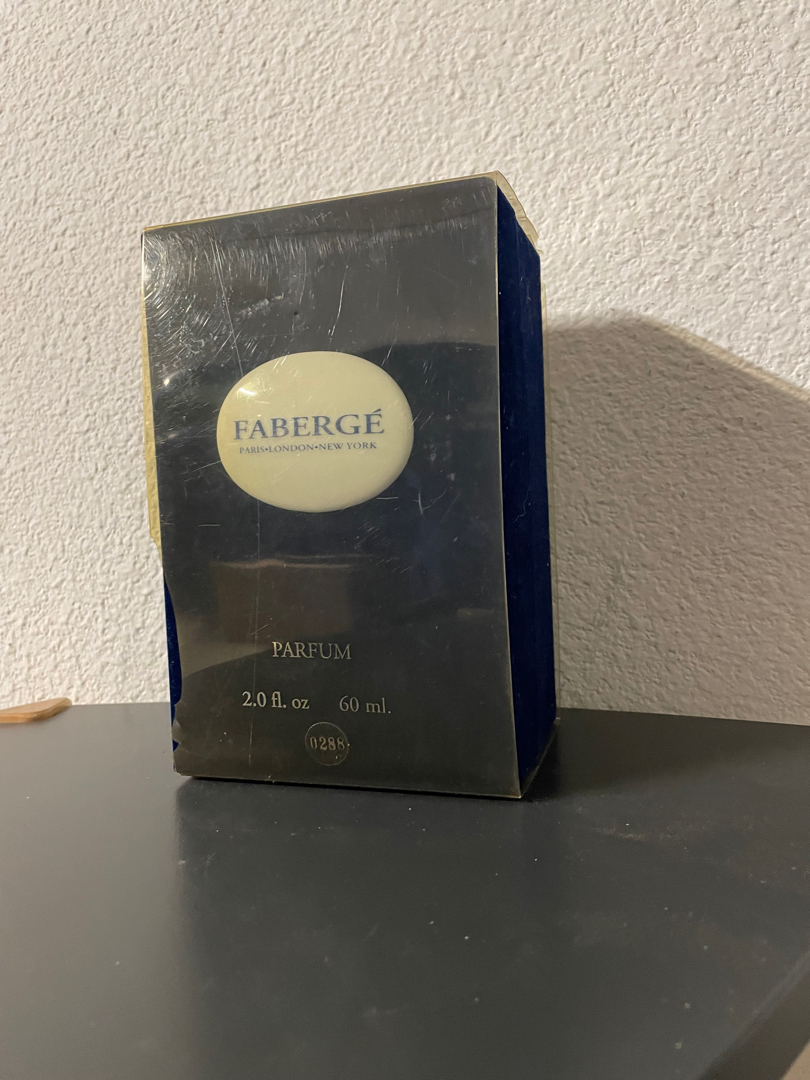 FABERGÉ
PARIS•LONDON•NEW YORK
PARFUM
2.0 fl. oz 60 ml.
0288